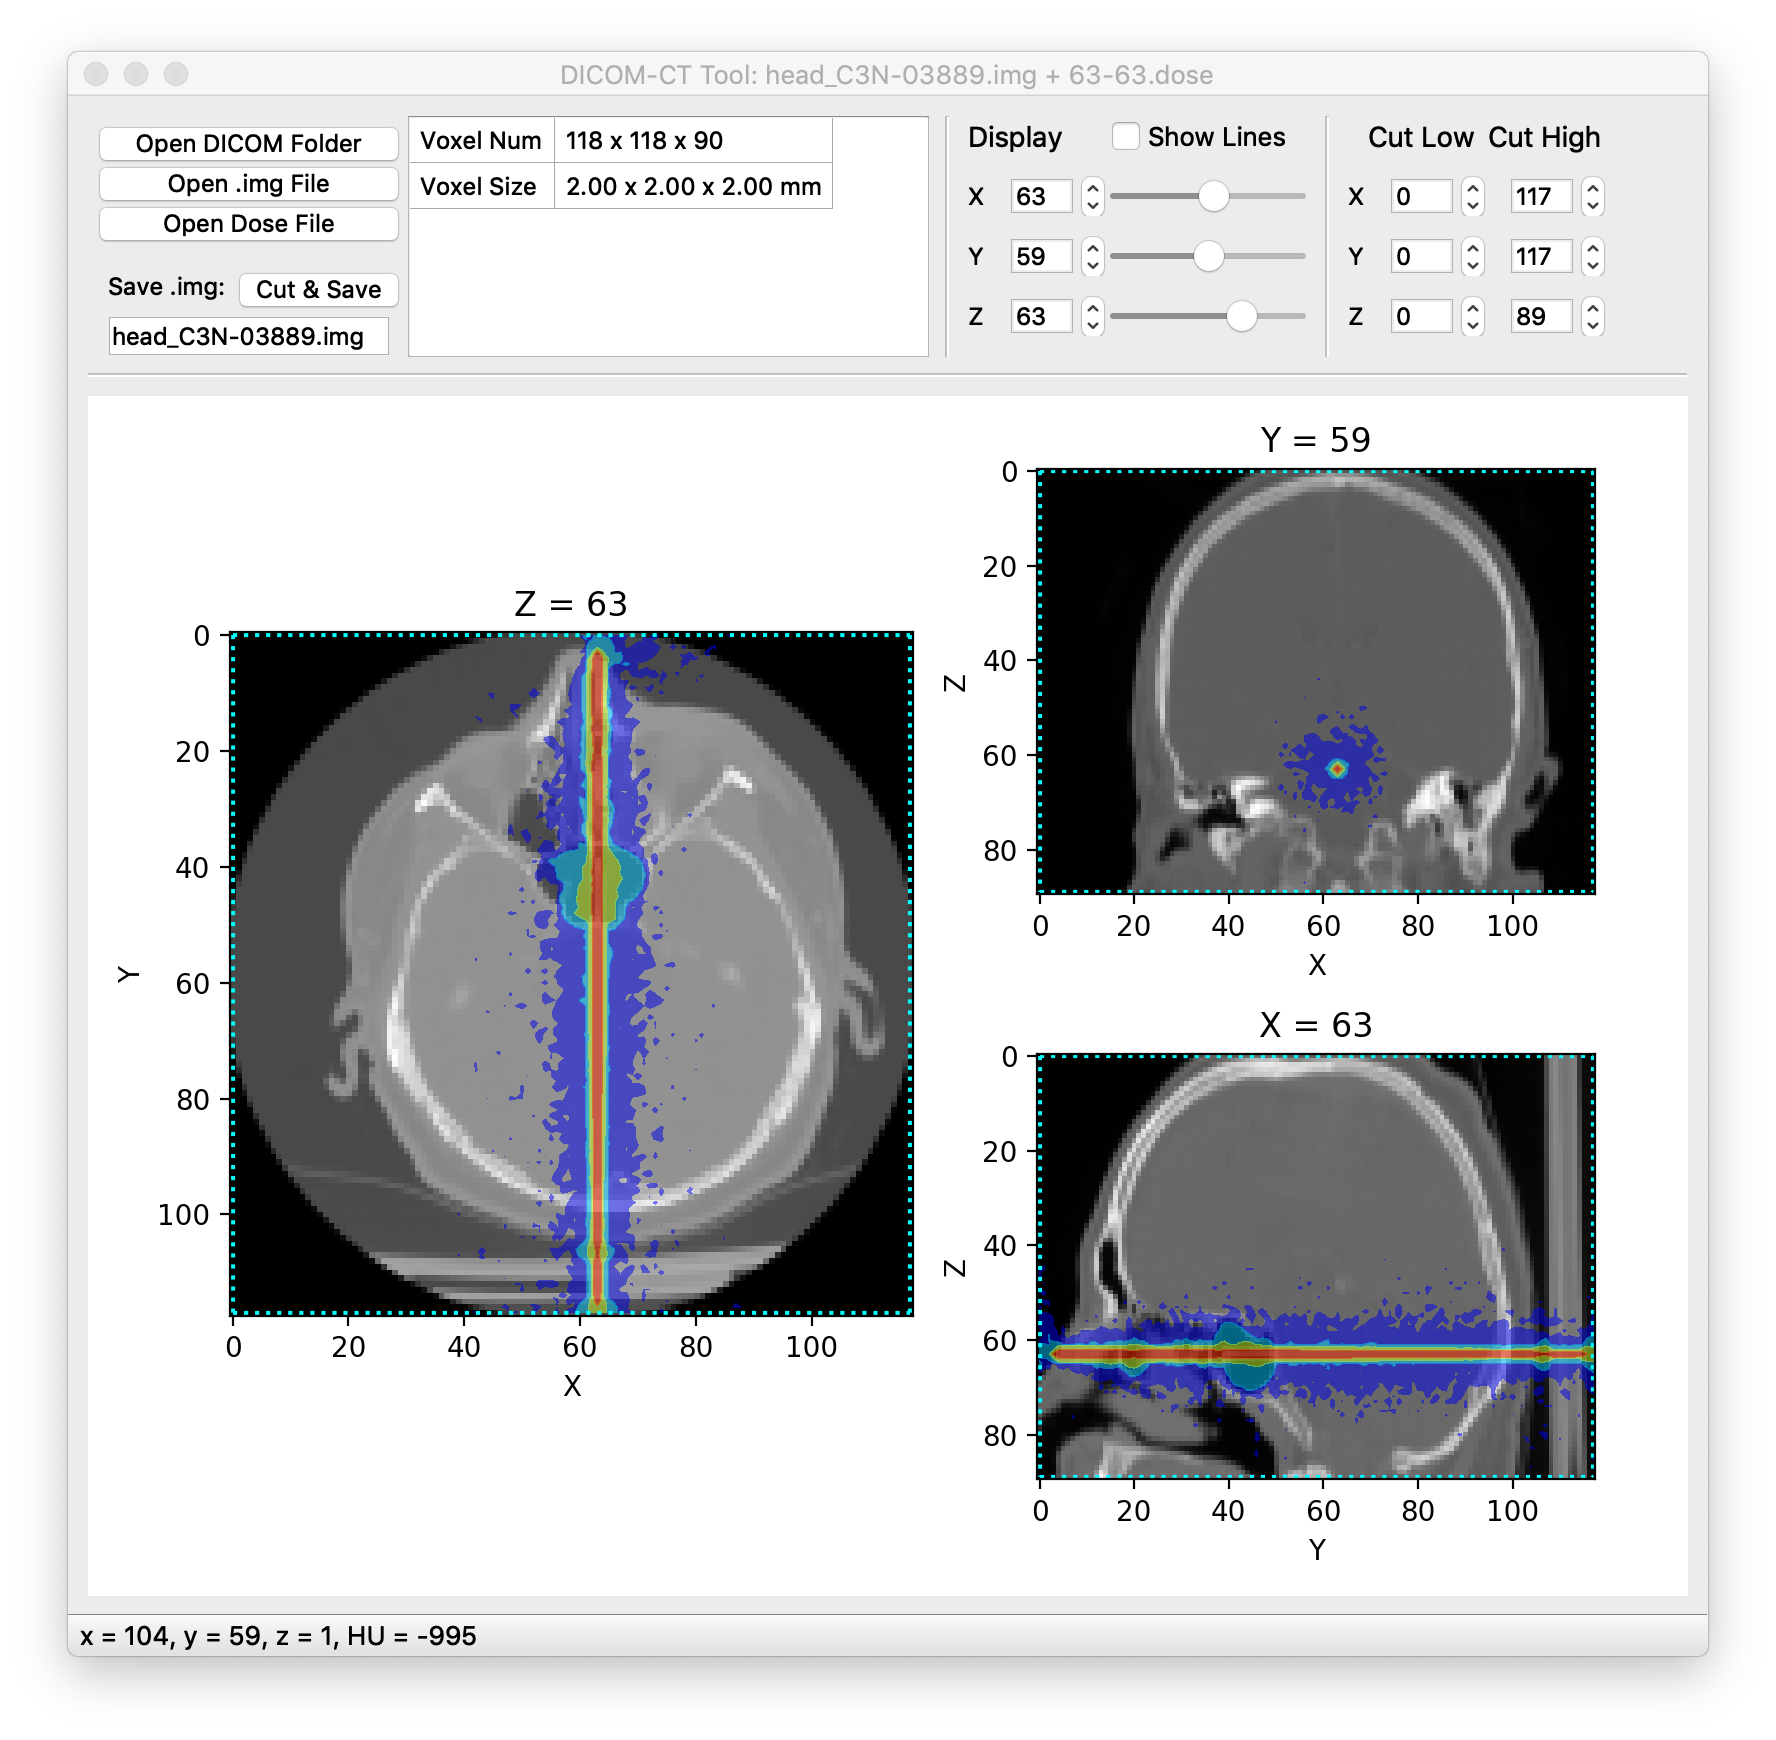 DICOM-CT Tool: head_C3N-03889.img + 63-63.dose
Open DICOM Folder
Open .img File
Open Dose File
Save .img:
Cut & Save
head_C3N-03889.img
Voxel Num
118 x 118 x 90
Voxel Size
2.00 x 2.00 x 2.00 mm
Display
Show Lines
X
63
Y
59
Z
63
Cut Low
Cut High
X
0
117
Y
0
117
Z
0
89
Z = 63
0
20
40
60
80
100
Y
0
20
40
60
80
100
X
Y = 59
0
20
40
60
80
Z
0
20
40
60
80
100
X
X = 63
0
20
40
60
80
Z
0
20
40
60
80
100
Y
x = 104, y = 59, z = 1, HU = -995